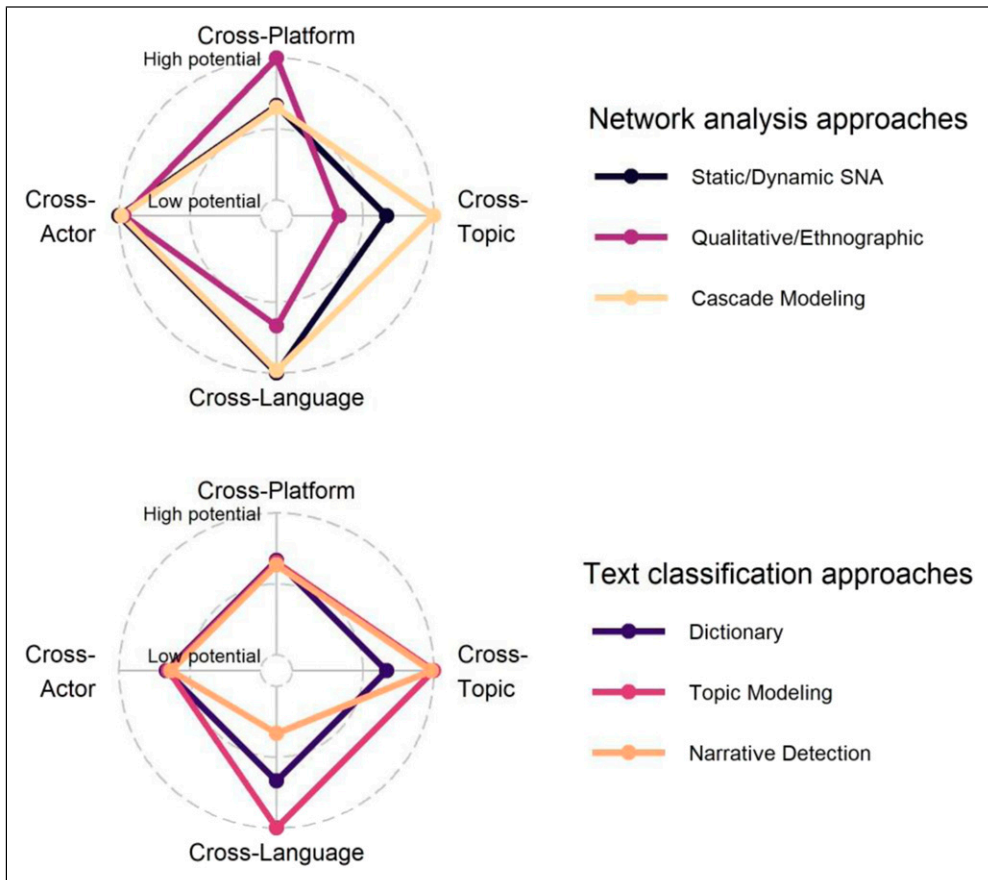 Cross-Platform
High potential
Network analysis approaches
Static/Dynamic SNA
Cross-
Actor
Low potential
Cross-
Topic
Qualitative/Ethnographic
Cascade Modeling
Cross-Language
Cross-Platform
High potential
Text classification approaches
Dictionary
Cross-
Actor
Low potential
Cross-
Topic
Topic Modeling
Narrative Detection
Cross-Language